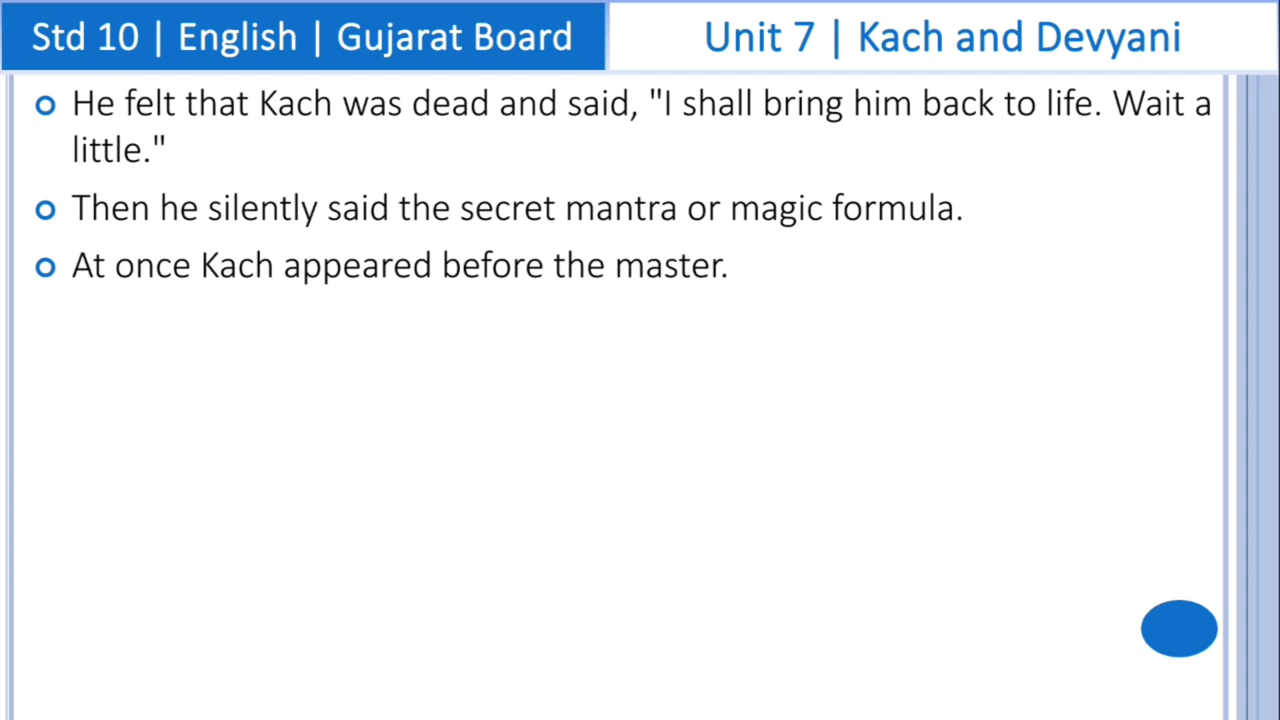 Std 10 | English | Gujarat Board
Unit 7 | Kach and Devyani
He felt that Kach was dead and said, "I shall bring him back to life. Wait a
little."
Then he silently said the secret mantra or magic formula.
At once Kach appeared before the master.